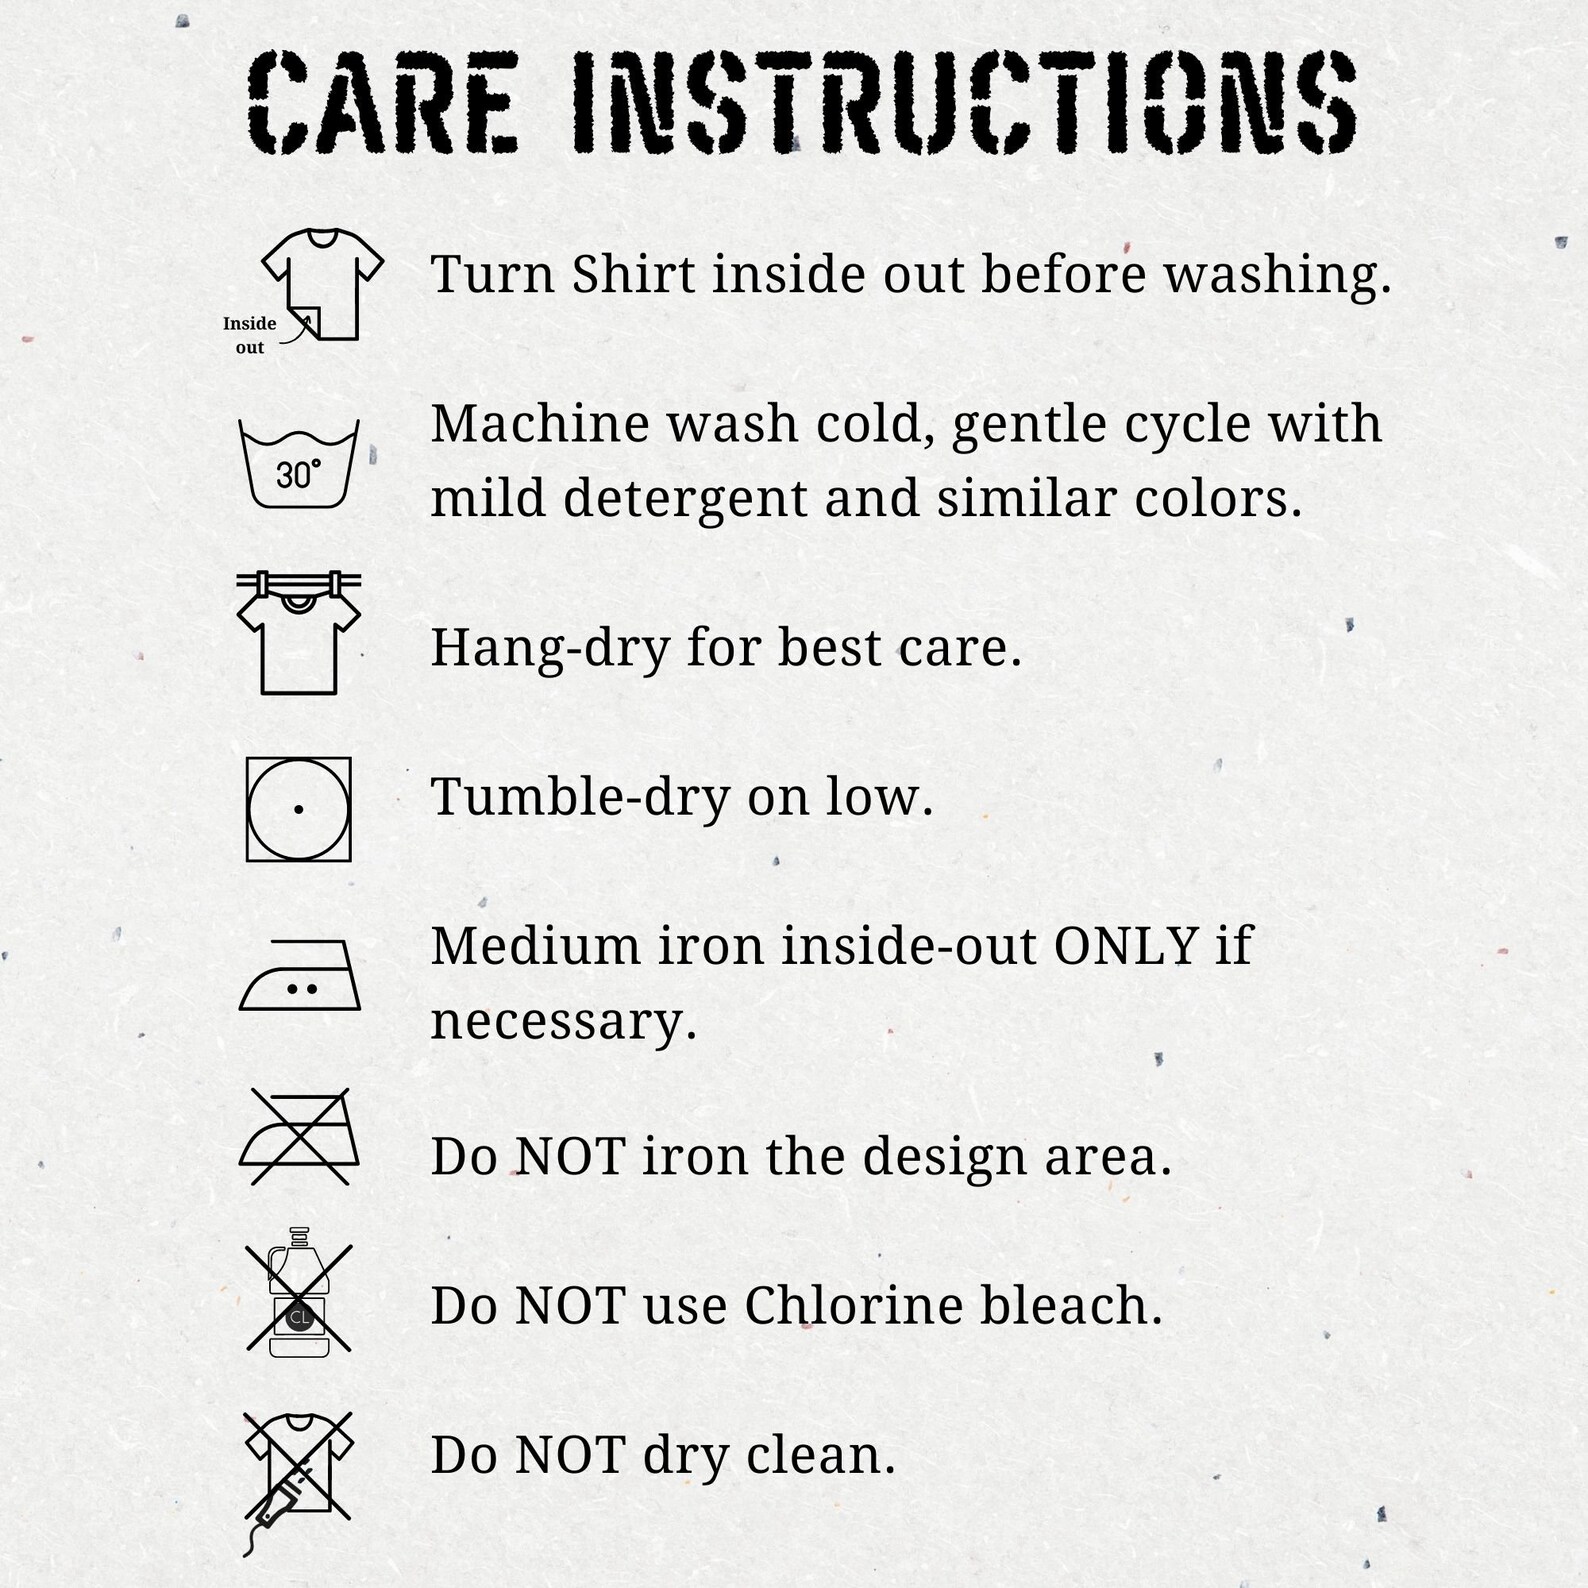 CARE INSTRUCTIONS
Turn Shirt inside out before washing.
Inside
out
Machine wash cold, gentle cycle with
mild detergent and similar colors.
30°
Hang-dry for best care.
Tumble-dry on low.
Medium iron inside-out ONLY if
necessary.
Do NOT iron the design area.
Do NOT use Chlorine bleach.
CL
Do NOT dry clean.